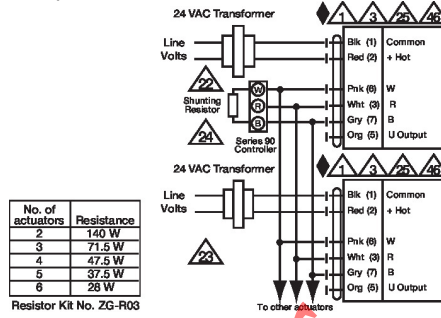 24 VAC Transformer
1 3 25 46
Line
Volts
Blk (1) Common
Red (2) + Hot
22
Shunting
Resistor
24
W
R
B
Series 90
Controller
Pnk (6) W
Wht (3) R
Gry (7) B
Org (5) U Output
24 VAC Transformer
1 3 25 46
Line
Volts
Blk (1) Common
Red (2) + Hot
23
Pnk (6) W
Wht (3) R
Gry (7) B
Org (5) U Output
To other actuators
No. of
actuators Resistance
2 140 W
3 71.5 W
4 47.5 W
5 37.5 W
6 28 W
Resistor Kit No. ZG-R03